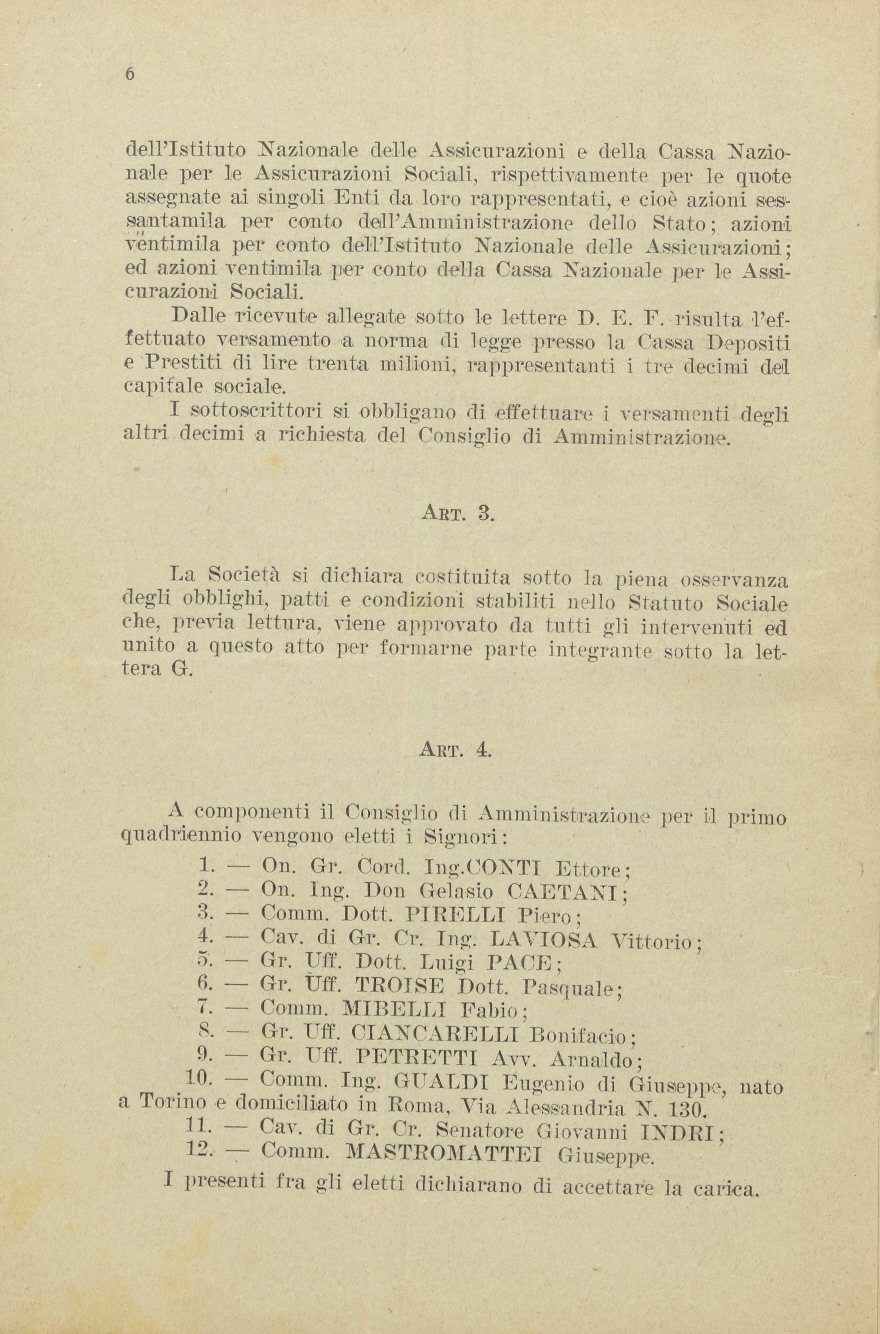 6
dell'Istituto Nazionale delle Assicurazioni e della Cassa Nazio-
nale per le Assicurazioni Sociali, rispettivamente per le quote
assegnate ai singoli Enti da loro rappresentati, e cioè azioni ses-
santamila per conto dell'Amministrazione dello Stato; azioni
ventimila per conto dell'Istituto Nazionale delle Assicurazioni;
ed azioni ventimila per conto della Cassa Nazionale per le Assi-
curazioni Sociali.
Dalle ricevute allegate sotto le lettere D. E. F. risulta l'ef-
fettuato versamento a norma di legge presso la Cassa Depositi
e Prestiti di lire trenta milioni, rappresentanti i tre decimi del
capitale sociale.
I sottoscrittori si obbligano di effettuare i versamenti degli
altri decimi a richiesta del Consiglio di Amministrazione.
ART. 3.
La Società si dichiara costituita sotto la piena osservanza
degli obblighi, patti e condizioni stabiliti nello Statuto Sociale
che, previa lettura, viene approvato da tutti gli intervenuti ed
unito a questo atto per formarne parte integrante sotto la let-
tera G.
ART. 4.
A componenti il Consiglio di Amministrazione per il primo
quadriennio vengono eletti i Signori:
1. — On. Gr. Cord. Ing.CONTI Ettore;
2. — On. Ing. Don Gelasio CAETANI;
3. — Comm. Dott. PIRELLI Piero;
4. — Cav. di Gr. Cr. Ing. LAVIOSA Vittorio;
5. — Gr. Uff. Dott. Luigi PACE;
6. — Gr. Uff. TROISE Dott. Pasquale;
7. — Comm. MIBELLI Fabio;
8. — Gr. Uff. CIANCARELLI Bonifacio;
9. — Gr. Uff. PETRETTI Avv. Arnaldo;
10. — Comm. Ing. GUALDI Eugenio di Giuseppe, nato
a Torino e domiciliato in Roma, Via Alessandria N. 130.
11. — Cav. di Gr. Cr. Senatore Giovanni INDRI;
12. — Comm. MASTROMATTEI Giuseppe.
I presenti fra gli eletti dichiarano di accettare la carica.